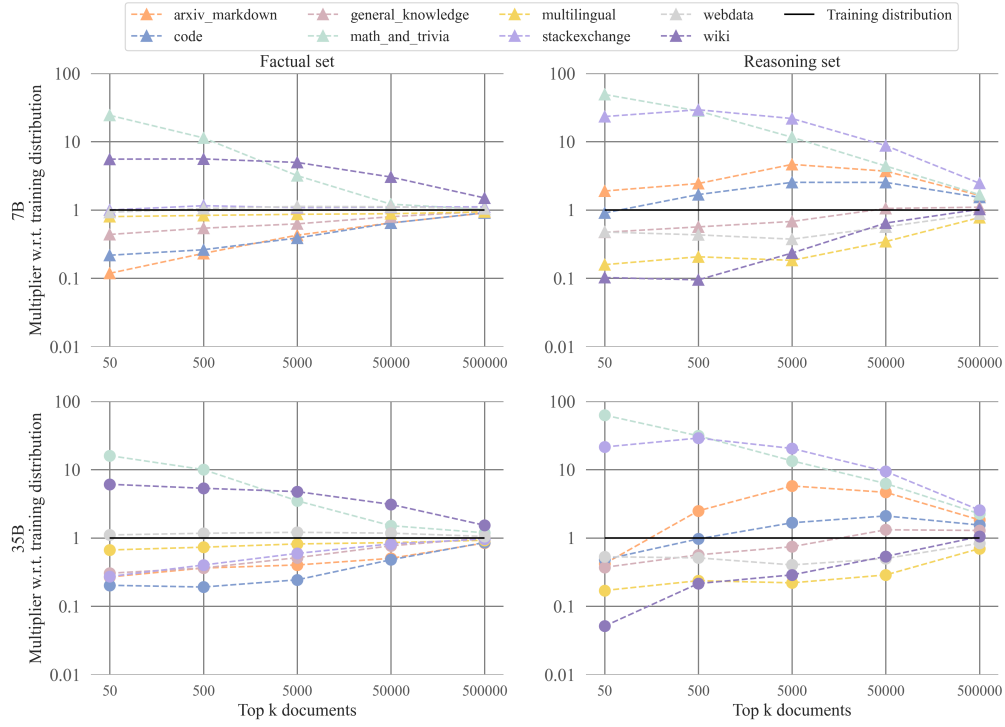 arxiv_markdown general_knowledge multilingual webdata Training distribution
code math_and_trivia stackexchange wiki
Factual set Reasoning set
7B
Multiplier w.r.t. training distribution
100
10
1
0.1
0.01
50 500 5000 50000 500000
100
10
1
0.1
0.01
50 500 5000 50000 500000
35B
Multiplier w.r.t. training distribution
100
10
1
0.1
0.01
50 500 5000 50000 500000
Top k documents
100
10
1
0.1
0.01
50 500 5000 50000 500000
Top k documents